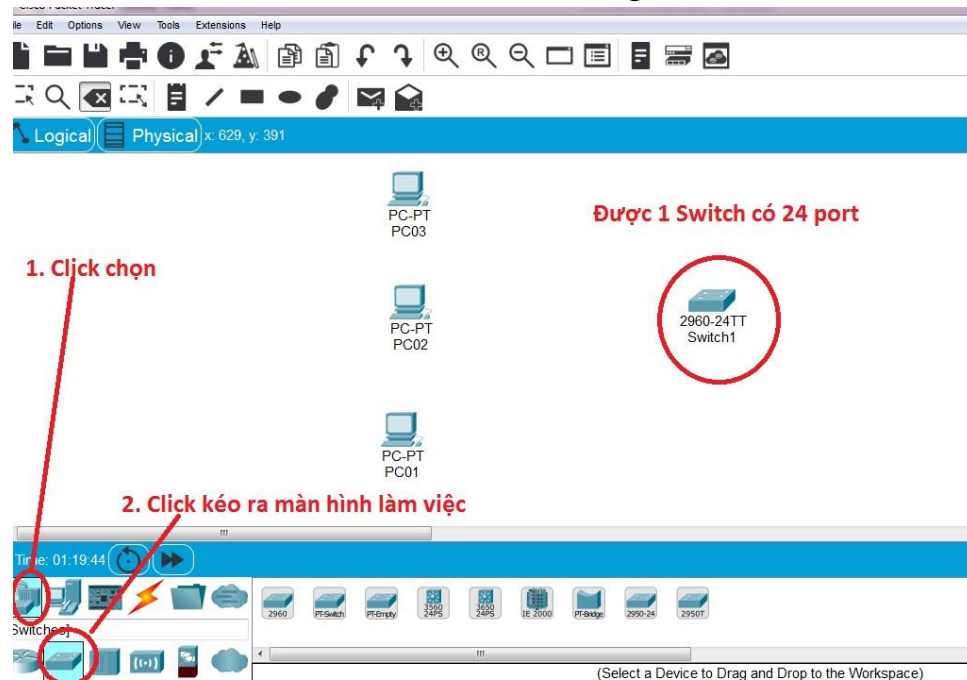 Edit Options View Tools Extensions Help
Logical Physical x: 629, y: 391
PC-PT
PC03
Được 1 Switch có 24 port
1. Click chọn
PC-PT
PC02
2960-24TT
Switch1
PC-PT
PC01
2. Click kéo ra màn hình làm việc
Time: 01:19:44
2960 PT-Switch PT-Empty 3560 24PS 3650 24PS IE 2000 PT-Bridge 2950-24 2950T
Switches]
(Select a Device to Drag and Drop to the Workspace)